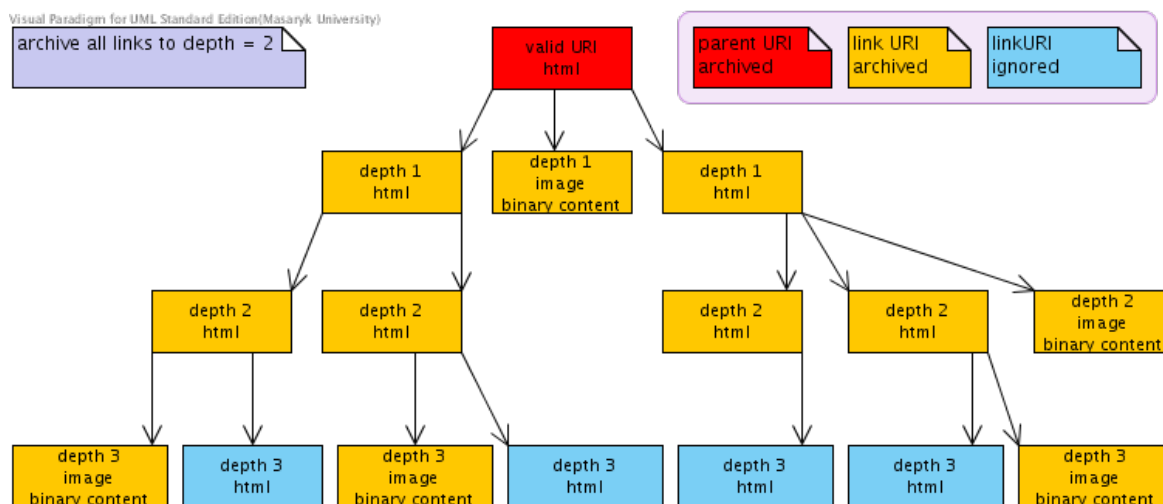 Visual Paradigm for UML Standard Edition(Masaryk University)
archive all links to depth = 2
valid URI
html
parent URI
archived
link URI
archived
linkURI
ignored
depth 1
html
depth 1
image
binary content
depth 1
html
depth 2
html
depth 2
html
depth 2
html
depth 2
html
depth 2
image
binary content
depth 3
image
binary content
depth 3
html
depth 3
image
binary content
depth 3
html
depth 3
html
depth 3
html
depth 3
image
binary content